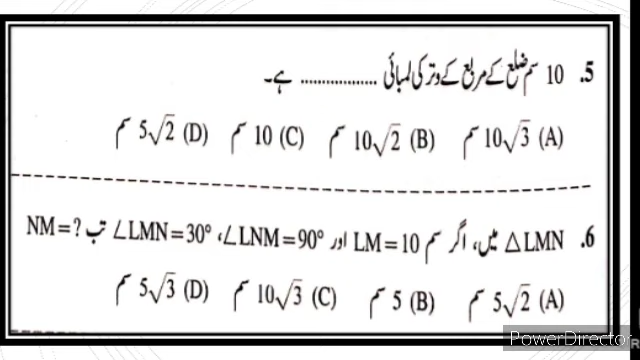 5. 10 سم ضلع کے مربع کے وتر کی لمبائی ................. ہے۔
(A) 10√3 سم (B) 10√2 سم (C) 10 سم (D) 5√2 سم
6. △LMN میں، اگر LM = 10 سم اور ∠LNM = 90°، ∠LMN = 30° تب NM = ?
(A) 5√2 سم (B) 5 سم (C) 10√3 سم (D) 5√3 سم
PowerDirector